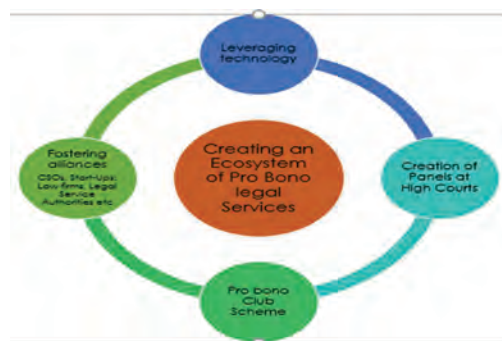 Leveraging
technology
Fostering
alliances
CSOs, Start-Ups;
Law firms; Legal
Service
Authorities etc.
Creating an
Ecosystem
of Pro Bono
legal
Services
Creation of
Panels at
High Courts
Pro bono
Club
Scheme